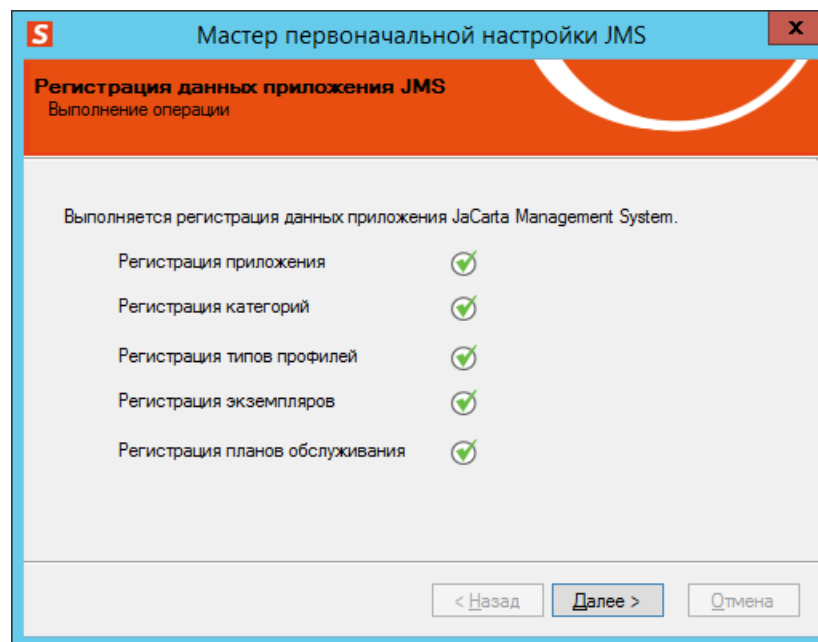 S
Мастер первоначальной настройки JMS
x
Регистрация данных приложения JMS
Выполнение операции
Выполняется регистрация данных приложения JaCarta Management System.
Регистрация приложения
Регистрация категорий
Регистрация типов профилей
Регистрация экземпляров
Регистрация планов обслуживания
< Назад
Далее >
Отмена